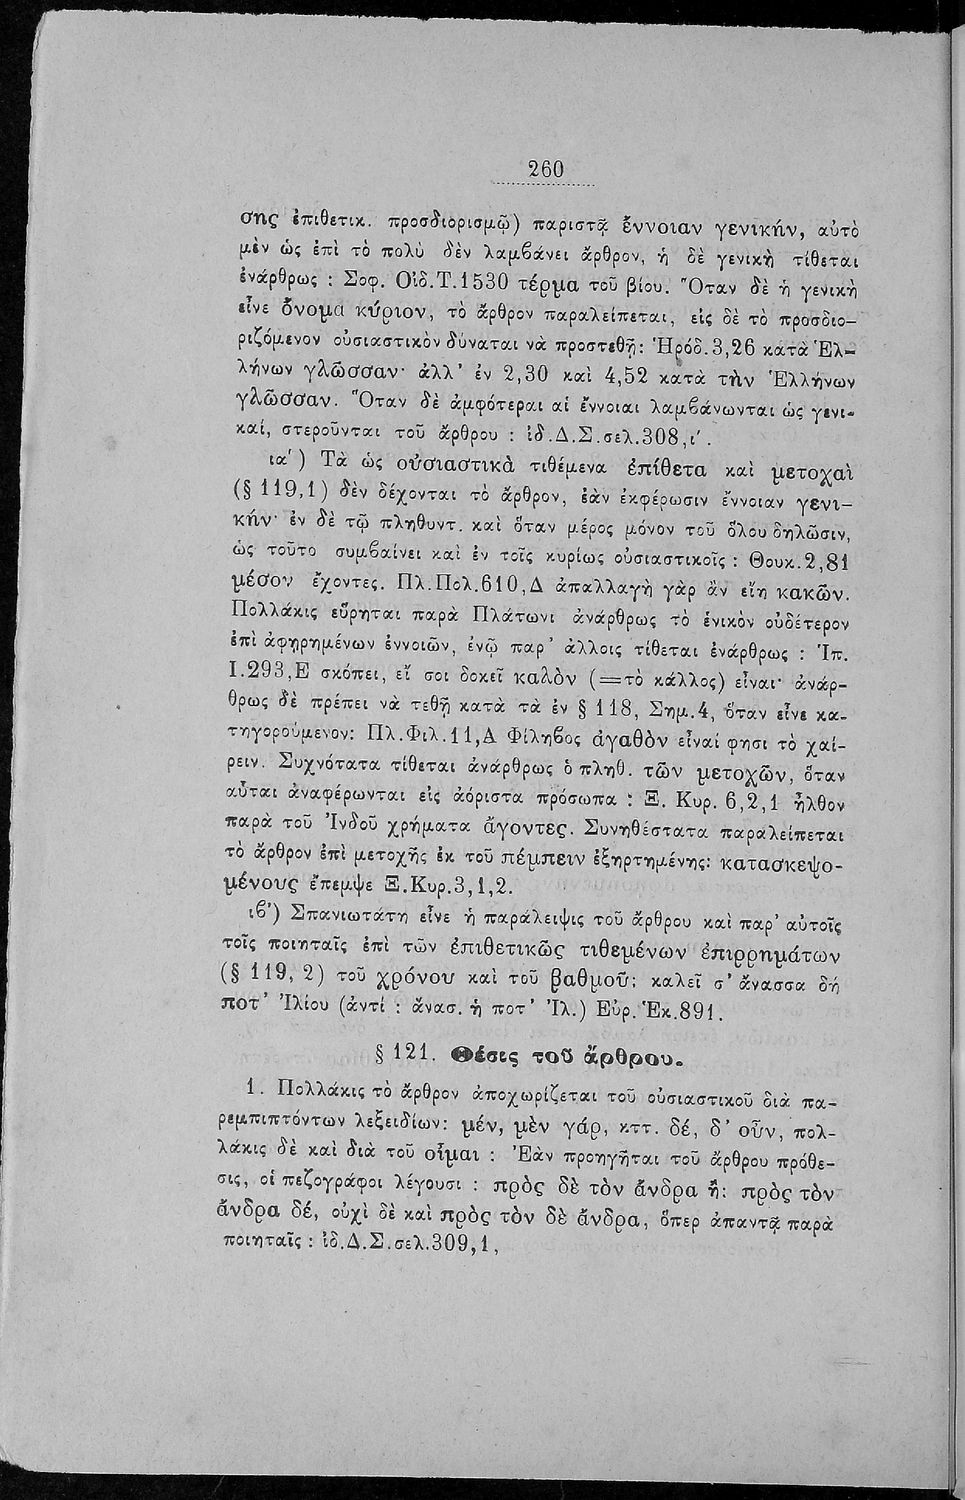 260
σης ἐπιθετικ. προσδιορισμῷ) παριστᾷ ἔννοιαν γενικήν, αὐτὸ
μὲν ὡς ἐπὶ τὸ πολὺ δὲν λαμβάνει ἄρθρον, ἡ δὲ γενικὴ τίθεται
ἐνάρθρως : Σοφ. Οἰδ.Τ.1530 τέρμα τοῦ βίου. Ὅταν δὲ ἡ γενικὴ
εἶνε ὄνομα κύριον, τὸ ἄρθρον παραλείπεται, εἰς δὲ τὸ προσδιο-
ριζόμενον οὐσιαστικὸν δύναται νὰ προστεθῇ: Ἡρόδ.3,26 κατὰ Ἑλ-
λήνων γλῶσσαν· ἀλλ' ἐν 2,30 καὶ 4,52 κατὰ τὴν Ἑλλήνων
γλῶσσαν. Ὅταν δὲ ἀμφότεραι αἱ ἔννοιαι λαμβάνωνται ὡς γενι-
καί, στεροῦνται τοῦ ἄρθρου : ἰδ.Δ.Σ.σελ.308,ι'.
ια') Τὰ ὡς οὐσιαστικὰ τιθέμενα ἐπίθετα καὶ μετοχαὶ
(§ 119,1) δὲν δέχονται τὸ ἄρθρον, ἐὰν ἐκφέρωσιν ἔννοιαν γενι-
κήν· ἐν δὲ τῷ πληθυντ. καὶ ὅταν μέρος μόνον τοῦ ὅλου δηλῶσιν,
ὡς τοῦτο συμβαίνει καὶ ἐν τοῖς κυρίως οὐσιαστικοῖς : Θουκ.2,81
μέσον ἔχοντες. Πλ.Πολ.610,Δ ἀπαλλαγὴ γὰρ ἂν εἴη κακῶν.
Πολλάκις εὕρηται παρὰ Πλάτωνι ἀνάρθρως τὸ ἑνικὸν οὐδέτερον
ἐπὶ ἀφῃρημένων ἐννοιῶν, ἐνῷ παρ' ἄλλοις τίθεται ἐνάρθρως : Ἱπ.
Ι.293,Ε σκόπει, εἴ σοι δοκεῖ καλὸν (=τὸ κάλλος) εἶναι· ἀνάρ-
θρως δὲ πρέπει νὰ τεθῇ κατὰ τὰ ἐν § 118, Σημ.4, ὅταν εἶνε κα-
τηγορούμενον: Πλ.Φιλ.11,Δ Φίληβος ἀγαθὸν εἶναί φησι τὸ χαί-
ρειν. Συχνότατα τίθεται ἀνάρθρως ὁ πληθ. τῶν μετοχῶν, ὅταν
αὗται ἀναφέρωνται εἰς ἀόριστα πρόσωπα : Ξ. Κυρ. 6,2,1 ἦλθον
παρὰ τοῦ Ἰνδοῦ χρήματα ἄγοντες. Συνηθέστατα παραλείπεται
τὸ ἄρθρον ἐπὶ μετοχῆς ἐκ τοῦ πέμπειν ἐξηρτημένης: κατασκεψο-
μένους ἔπεμψε Ξ.Κυρ.3,1,2.
ιβ') Σπανιωτάτη εἶνε ἡ παράλειψις τοῦ ἄρθρου καὶ παρ' αὐτοῖς
τοῖς ποιηταῖς ἐπὶ τῶν ἐπιθετικῶς τιθεμένων ἐπιρρημάτων
(§ 119, 2) τοῦ χρόνου καὶ τοῦ βαθμοῦ; καλεῖ σ' ἄνασσα δή
ποτ' Ἰλίου (ἀντί : ἄνασ. ἡ ποτ' Ἰλ.) Εὐρ. Ἑκ.891.
§ 121. Θέσις τοῦ ἄρθρου.
1. Πολλάκις τὸ ἄρθρον ἀποχωρίζεται τοῦ οὐσιαστικοῦ διὰ πα-
ρεμπιπτόντων λεξειδίων: μέν, μὲν γάρ, κττ. δέ, δ' οὖν, πολ-
λάκις δὲ καὶ διὰ τοῦ οἶμαι : Ἐὰν προηγῆται τοῦ ἄρθρου πρόθε-
σις, οἱ πεζογράφοι λέγουσι : πρὸς δὲ τὸν ἄνδρα ἤ: πρὸς τὸν
ἄνδρα δέ, οὐχὶ δὲ καὶ πρὸς τὸν δὲ ἄνδρα, ὅπερ ἀπαντᾷ παρὰ
ποιηταῖς : ἰδ.Δ.Σ.σελ.309,1,